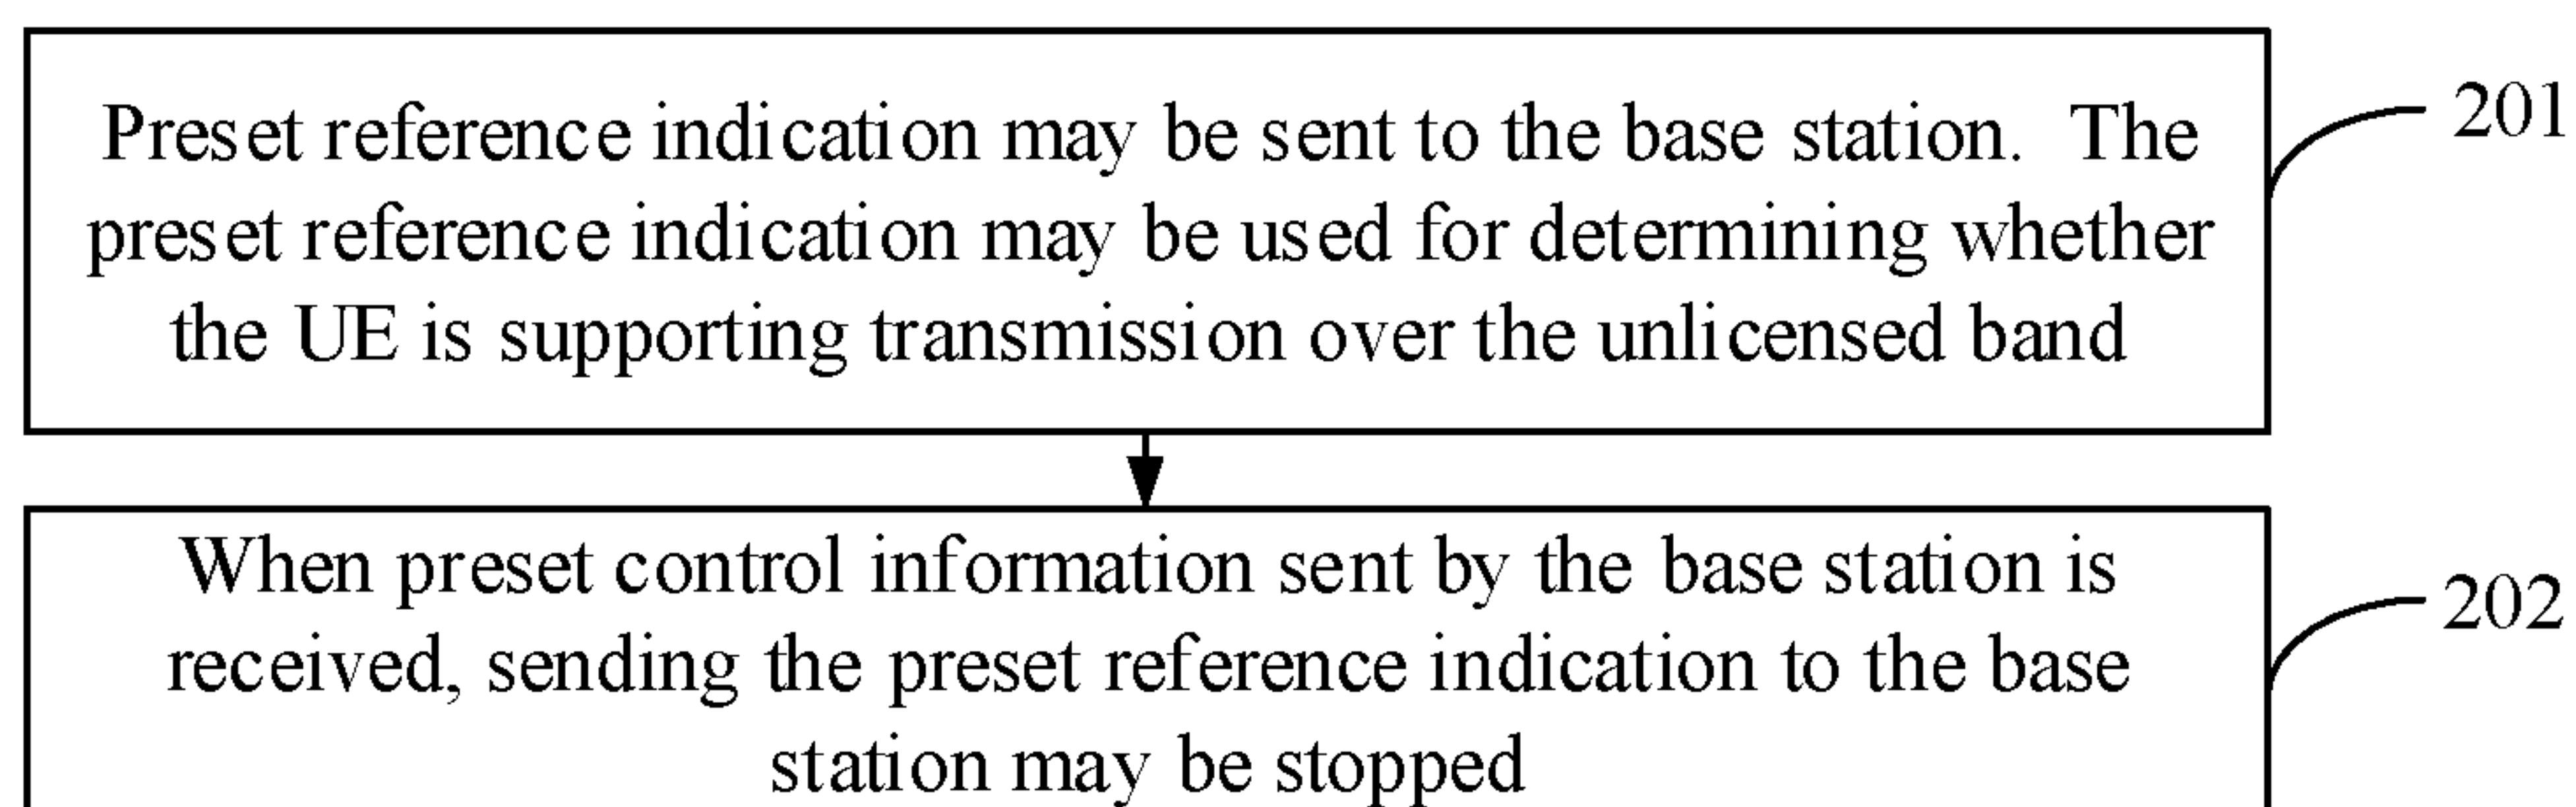 Preset reference indication may be sent to the base station. The
preset reference indication may be used for determining whether
the UE is supporting transmission over the unlicensed band
201
When preset control information sent by the base station is
received, sending the preset reference indication to the base
station may be stopped
202